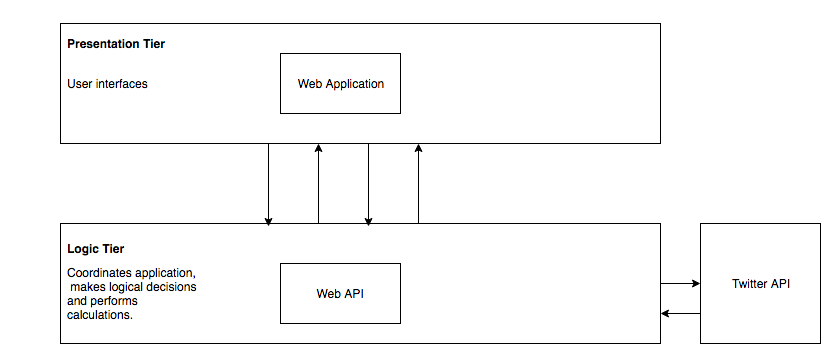 Presentation Tier
User interfaces
Web Application
Logic Tier
Coordinates application,
makes logical decisions
and performs
calculations.
Web API
Twitter API